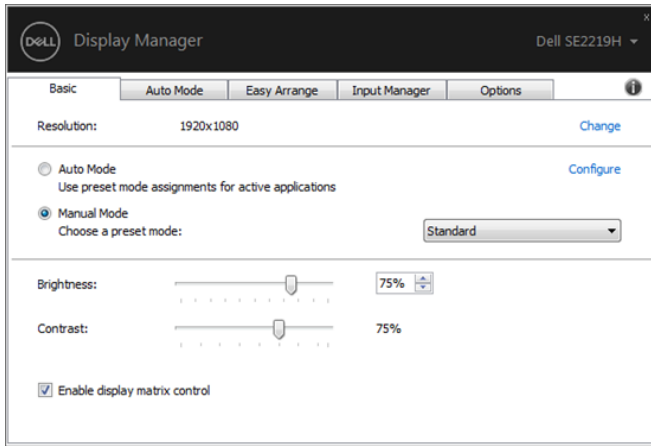 DELL Display Manager Dell SE2219H
Basic Auto Mode Easy Arrange Input Manager Options
Resolution: 1920x1080 Change
Auto Mode Configure
Use preset mode assignments for active applications
Manual Mode
Choose a preset mode: Standard
Brightness: 75%
Contrast: 75%
Enable display matrix control